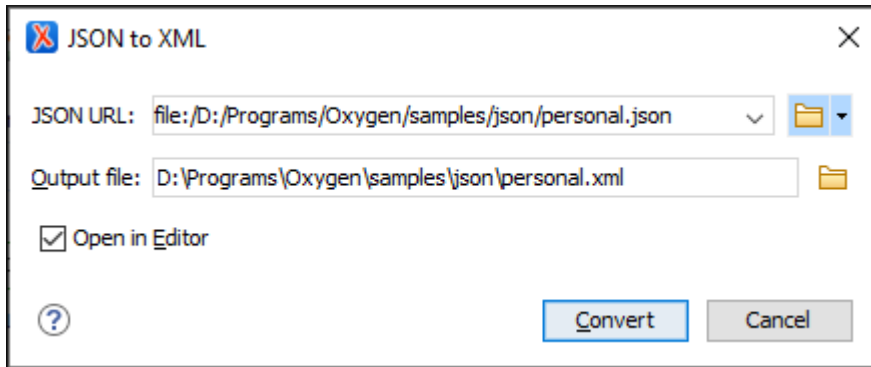 JSON to XML
JSON URL: file:/D:/Programs/Oxygen/samples/json/personal.json
Output file: D:\Programs\Oxygen\samples\json\personal.xml
Open in Editor
? Convert Cancel